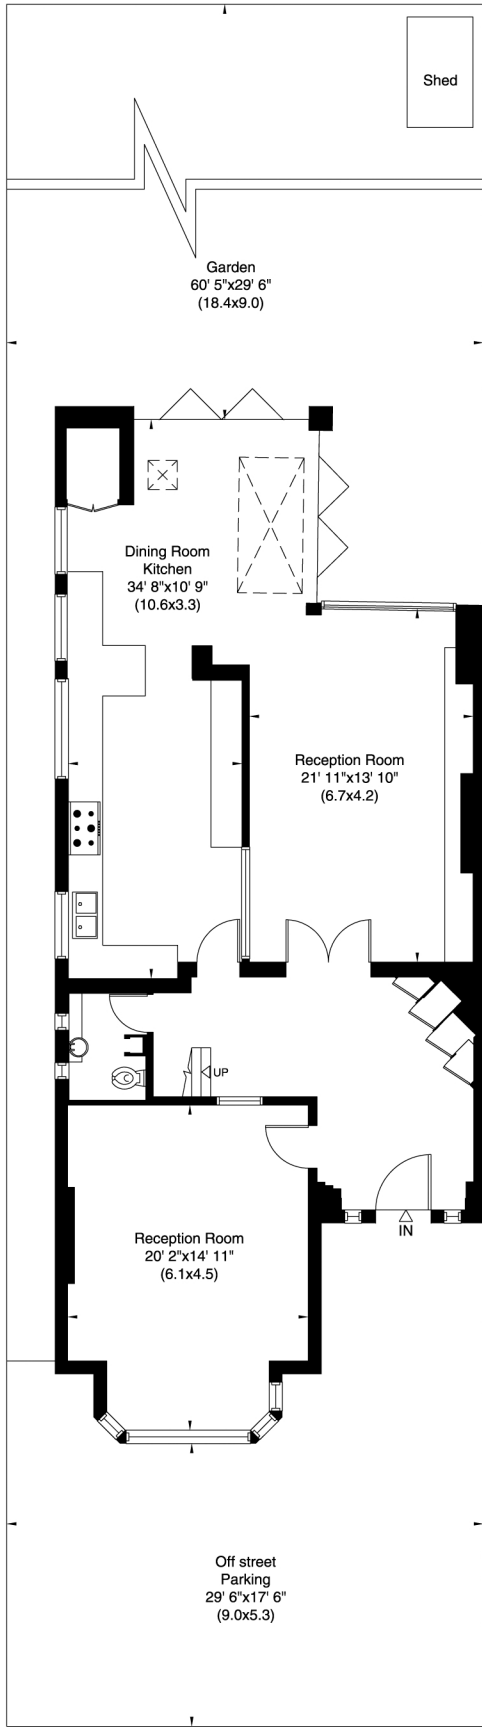 Shed
Garden
60' 5"x29' 6"
(18.4x9.0)
Dining Room
Kitchen
34' 8"x10' 9"
(10.6x3.3)
Reception Room
21' 11"x13' 10"
(6.7x4.2)
UP
IN
Reception Room
20' 2"x14' 11"
(6.1x4.5)
Off street
Parking
29' 6"x17' 6"
(9.0x5.3)